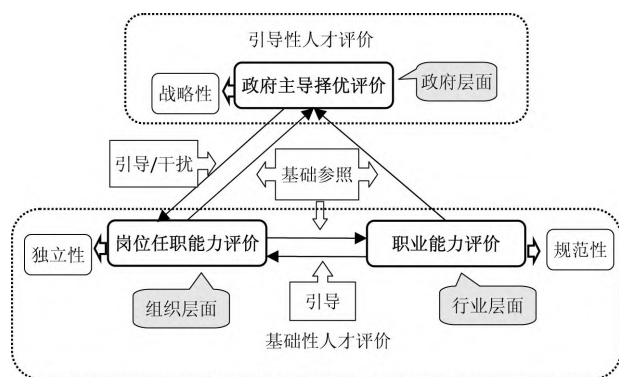 引导性人才评价
政府主导择优评价
政府层面
战略性
引导/干扰
基础参照
岗位任职能力评价
职业能力评价
独立性
规范性
组织层面
引导
行业层面
基础性人才评价